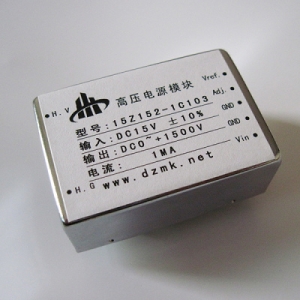 高压电源模块
H.V
Vref.
Adj.
GND
GND
Vin
型号:15Z152-1C103
输入:DC15V ±10%
输出:DC0~+1500V
电流: 1MA
H.G
www.dzmk.net